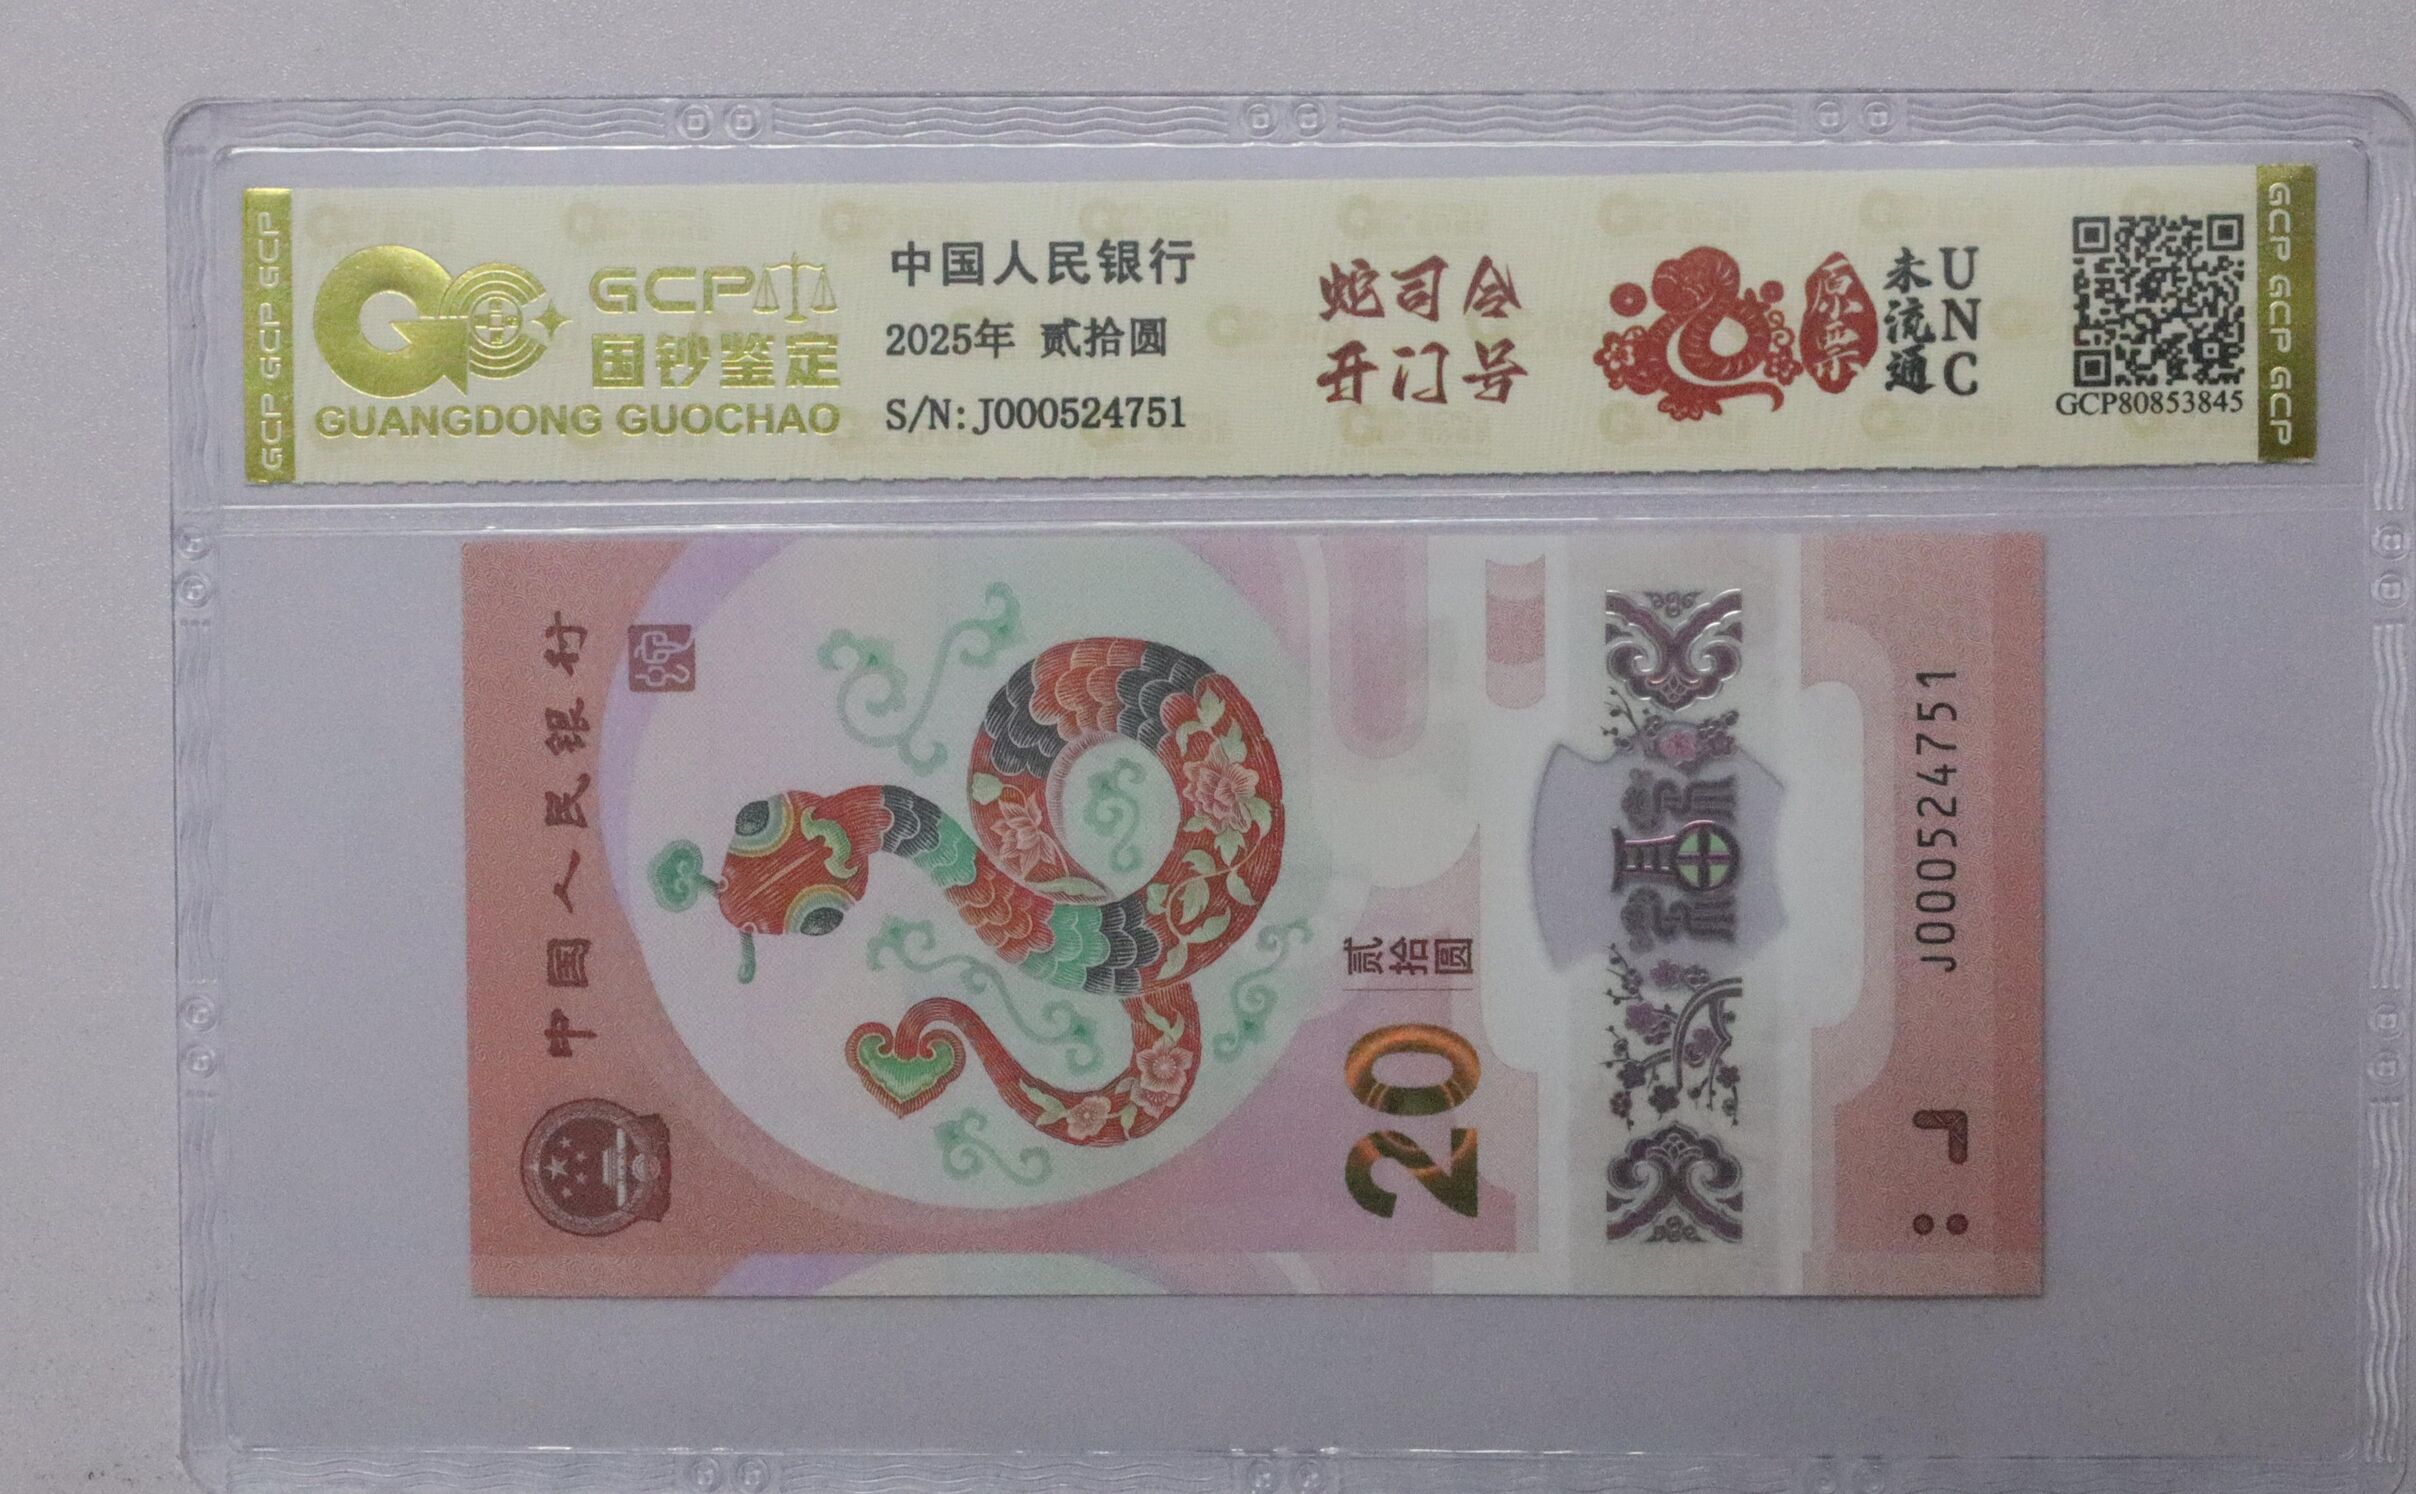 GCP GCP GCP
GCP
国钞鉴定
GUANGDONG GUOCHAO
中国人民银行
2025年 贰拾圆
S/N: J000524751
蛇司令
开门号
原票
未流通
UNC
GCP80853845
GCP GCP GCP
中国人民银行
蛇
贰拾圆
20
J000524751